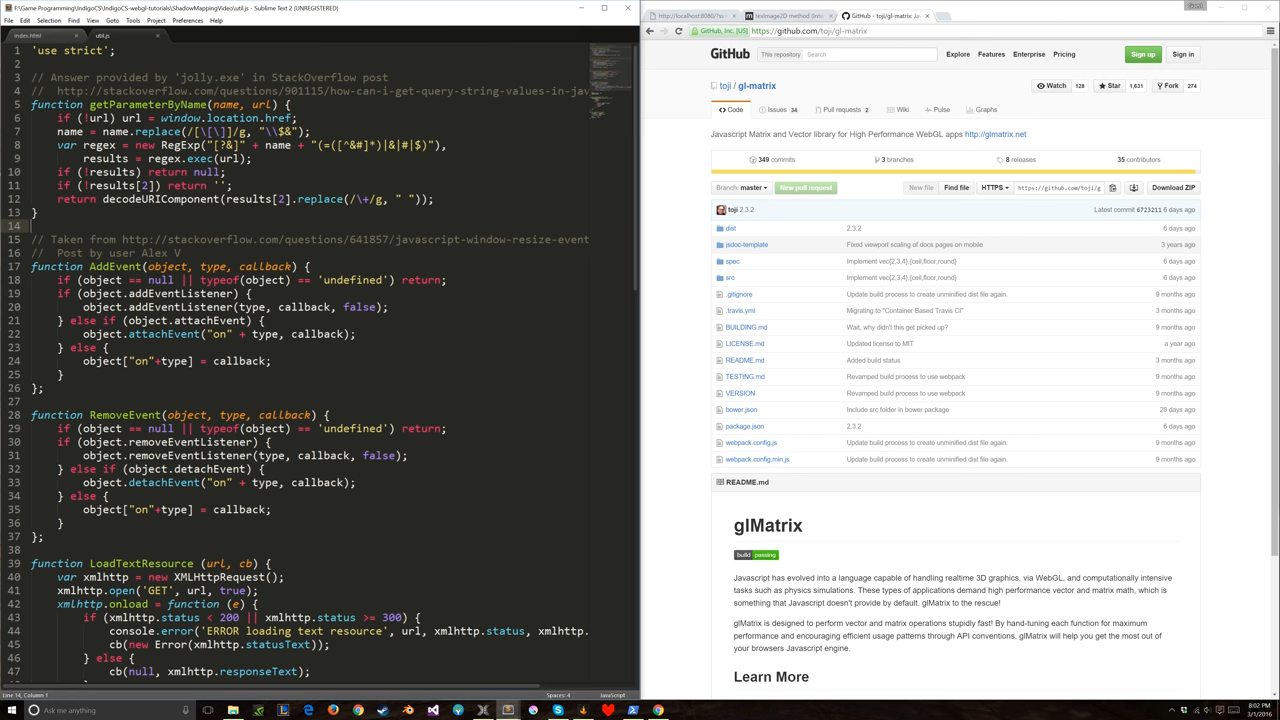 F:\Game Programming\IndigoCS\IndigoCS-webgl-tutorials\ShadowMappingVideo\util.js - Sublime Text 2 (UNREGISTERED)
File Edit Selection Find View Goto Tools Project Preferences Help
index.html
util.js
1 'use strict';
2
3 // Answer provided by 'jolly.exe' in StackOverflow post
4 //  http://stackoverflow.com/questions/901115/how-can-i-get-query-string-values-in-jav
5 function getParameterByName(name, url) {
6 if (!url) url = window.location.href;
7 name = name.replace(/[\[\]]/g, "\\$&");
8 var regex = new RegExp("[?&]" + name + "(=([^&#]*)|&|#|$)"),
9 results = regex.exec(url);
10 if (!results) return null;
11 if (!results[2]) return '';
12 return decodeURIComponent(results[2].replace(/\+/g, " "));
13 }
14
15 // Taken from http://stackoverflow.com/questions/641857/javascript-window-resize-event
16 //  Post by user Alex V
17 function AddEvent(object, type, callback) {
18 if (object == null || typeof(object) == 'undefined') return;
19 if (object.addEventListener) {
20 object.addEventListener(type, callback, false);
21 } else if (object.attachEvent) {
22 object.attachEvent("on" + type, callback);
23 } else {
24 object["on"+type] = callback;
25 }
26 };
27
28 function RemoveEvent(object, type, callback) {
29 if (object == null || typeof(object) == 'undefined') return;
30 if (object.removeEventListener) {
31 object.removeEventListener(type, callback, false);
32 } else if (object.detachEvent) {
33 object.detachEvent("on" + type, callback);
34 } else {
35 object["on"+type] = callback;
36 }
37 };
38
39 function LoadTextResource (url, cb) {
40 var xmlhttp = new XMLHttpRequest();
41 xmlhttp.open('GET', url, true);
42 xmlHttp.onload = function (e) {
43 if (xmlhttp.status < 200 || xmlhttp.status >= 300) {
44 console.error('ERROR loading text resource', url, xmlhttp.status, xmlhttp.
45 cb(new Error(xmlhttp.statusText));
46 } else {
47 cb(null, xmlhttp.responseText);
Line 14, Column 1
Spaces: 4
JavaScript
http://localhost:8080/?su
texImage2D method (Inte
GitHub - toji/gl-matrix: Jav
GitHub, Inc. [US] https://github.com/toji/gl-matrix
GitHub This repository Search Explore Features Enterprise Pricing Sign up Sign in
toji / gl-matrix Watch 128 Star 1,631 Fork 274
Code Issues 34 Pull requests 2 Wiki Pulse Graphs
Javascript Matrix and Vector library for High Performance WebGL apps http://glmatrix.net
349 commits 3 branches 8 releases 35 contributors
Branch: master New pull request New file Find file HTTPS https://github.com/toji/g Download ZIP
toji 2.3.2 Latest commit 6723211 6 days ago
dist 2.3.2 6 days ago
jsdoc-template Fixed viewport scaling of docs pages on mobile 3 years ago
spec Implement vec{2,3,4}.{ceil,floor,round} 6 days ago
src Implement vec{2,3,4}.{ceil,floor,round} 6 days ago
.gitignore Update build process to create unminified dist file again. 9 months ago
.travis.yml Migrating to "Container Based Travis CI" 3 months ago
BUILDING.md Wait, why didn't this get picked up? 9 months ago
LICENSE.md Updated license to MIT a year ago
README.md Added build status 3 months ago
TESTING.md Revamped build process to use webpack 9 months ago
VERSION Revamped build process to use webpack 9 months ago
bower.json Include src folder in bower package 28 days ago
package.json 2.3.2 6 days ago
webpack.config.js Update build process to create unminified dist file again. 9 months ago
webpack.config.min.js Update build process to create unminified dist file again. 9 months ago
README.md
glMatrix
build passing
Javascript has evolved into a language capable of handling realtime 3D graphics, via WebGL, and computationally intensive
tasks such as physics simulations. These types of applications demand high performance vector and matrix math, which is
something that Javascript doesn't provide by default. glMatrix to the rescue!
glMatrix is designed to perform vector and matrix operations stupidly fast! By hand-tuning each function for maximum
performance and encouraging efficient usage patterns through API conventions, glMatrix will help you get the most out of
your browsers Javascript engine.
Learn More
Ask me anything
8:02 PM
3/1/2016